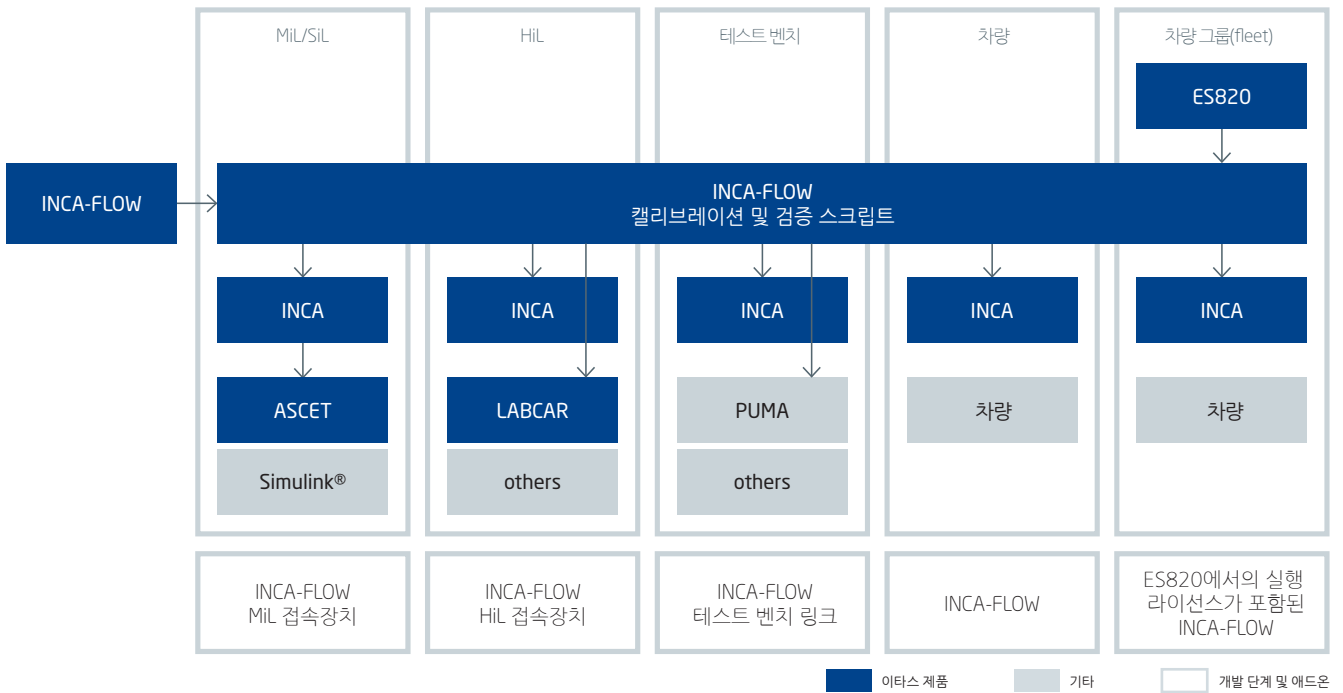 MiL/SiL
HiL
테스트 벤치
차량
차량 그룹(fleet)
ES820
INCA-FLOW
INCA-FLOW
캘리브레이션 및 검증 스크립트
INCA
INCA
INCA
INCA
INCA
ASCET
LABCAR
PUMA
차량
차량
Simulink®
others
others
INCA-FLOW
MiL 접속장치
INCA-FLOW
HiL 접속장치
INCA-FLOW
테스트 벤치 링크
INCA-FLOW
ES820에서의 실행
라이선스가 포함된
INCA-FLOW
이타스 제품
기타
개발 단계 및 애드온